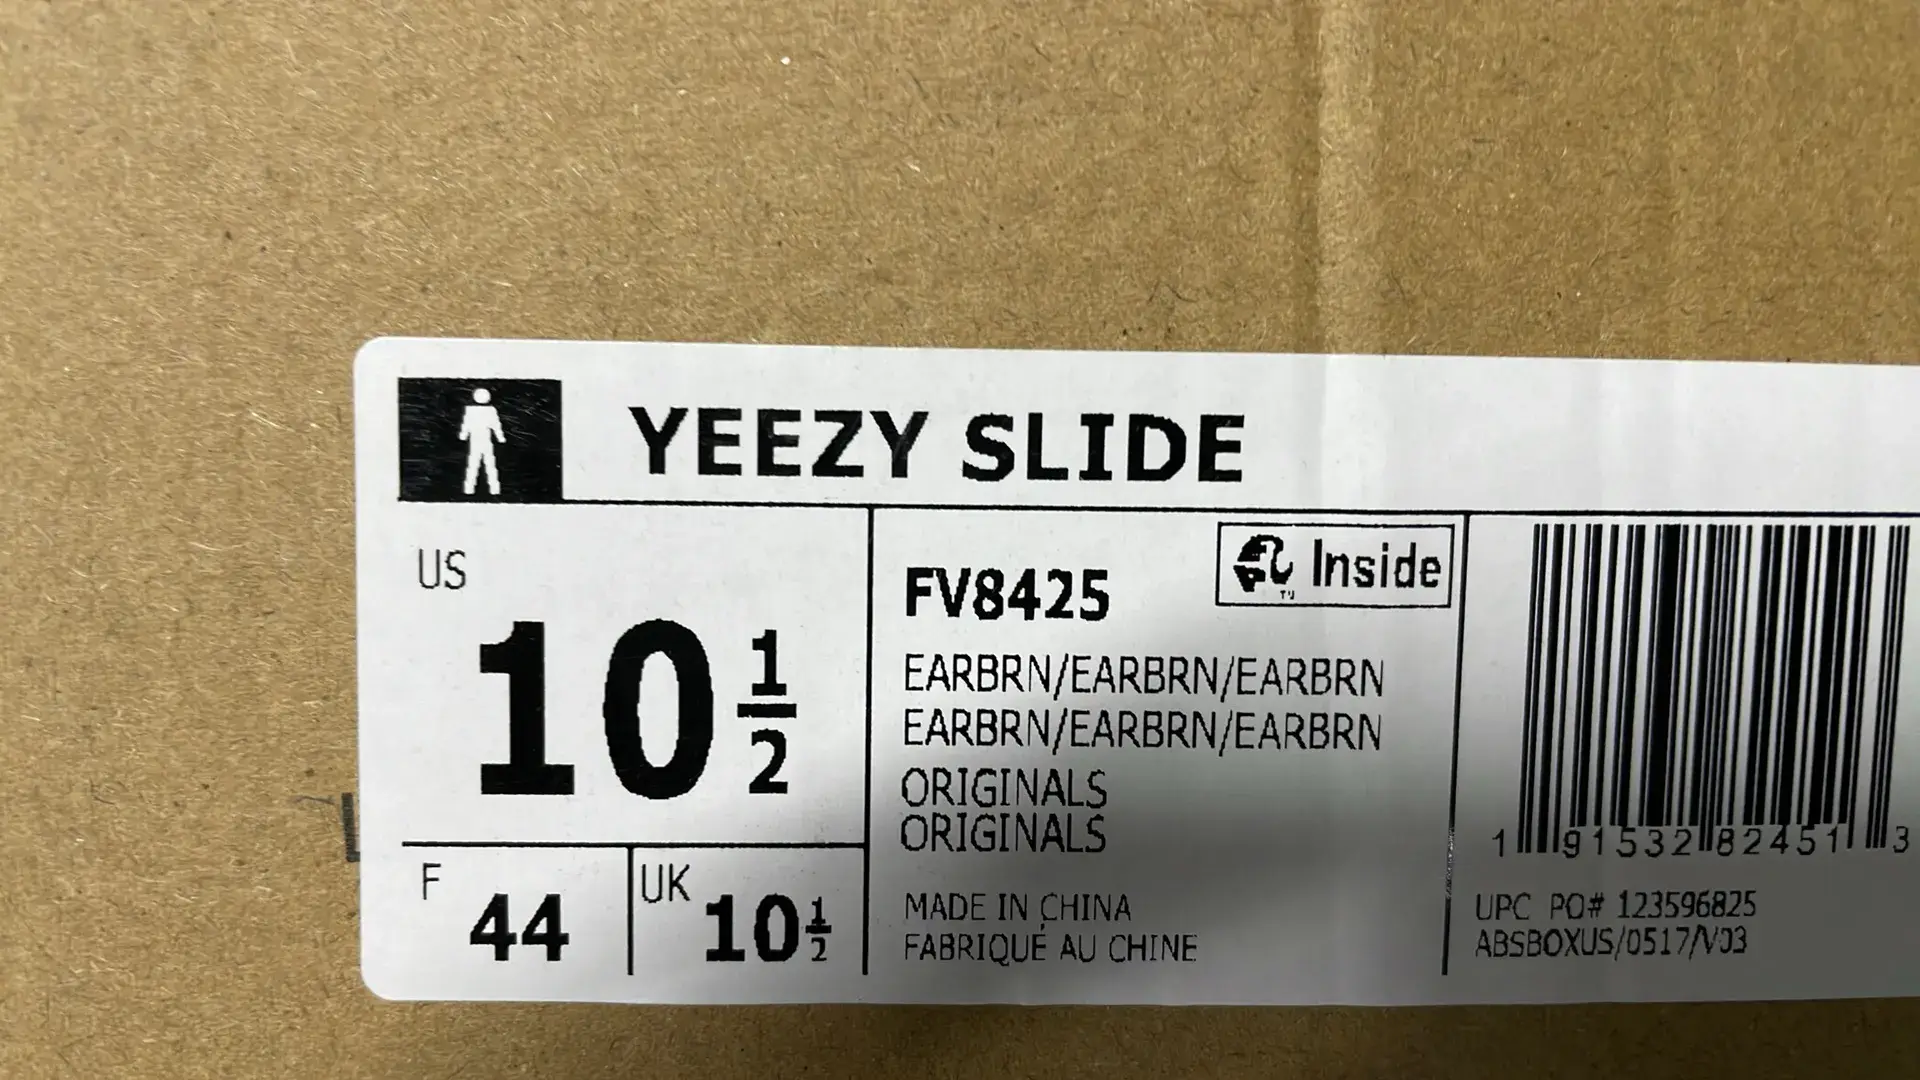 YEEZY SLIDE
US
10 1/2
F
44
UK
10 1/2
FV8425
Inside
EARBRN/EARBRN/EARBRN
EARBRN/EARBRN/EARBRN
ORIGINALS
ORIGINALS
MADE IN CHINA
FABRIQUÉ AU CHINE
1 91532 82451 3
UPC PO# 123596825
ABSBOXUS/0517/V03